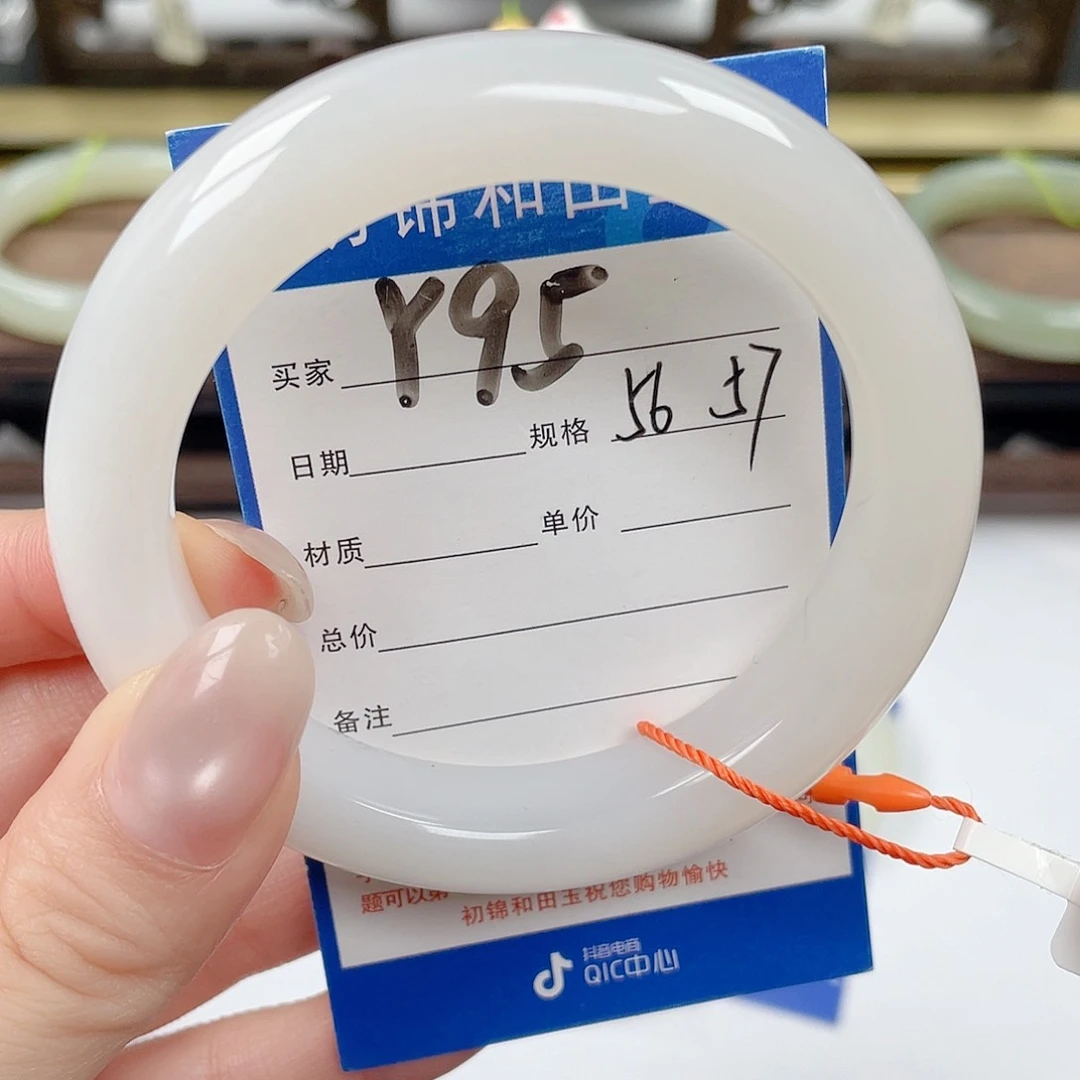 锦和田
买家 Y95
日期 规格 56 57
材质 单价
总价
备注
题可以第
初锦和田玉祝您购物愉快
抖音电商
QIC中心